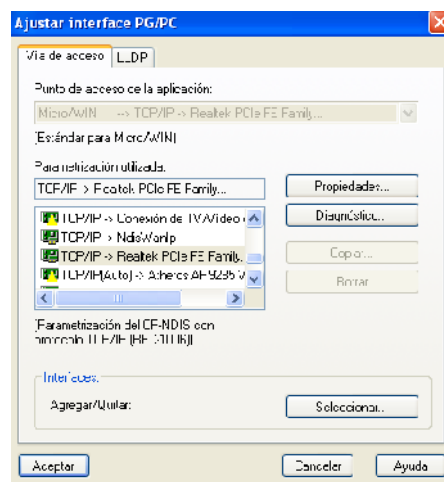 Ajustar interface PG/PC
Vía de acceso LLDP
Punto de acceso de la aplicación:
Micro/WIN --> TCP/IP -> Realtek PCIe FE Family...
(Estándar para Micro/WIN)
Parametrización utilizada:
TCP/IP -> Realtek PCIe FE Family...
Propiedades...
TCP/IP -> Conexión de TV/Vídeo
Diagnóstico...
TCP/IP -> NdisWanIp
TCP/IP -> Realtek PCIe FE Family.
Copiar...
TCP/IP(Auto) -> Atheros AR9285 W
Borrar
(Parametrización del CP-NDIS con
protocolo TCP/IP (RFC-1006))
Interfaces:
Agregar/Quitar:
Seleccionar...
Aceptar Cancelar Ayuda